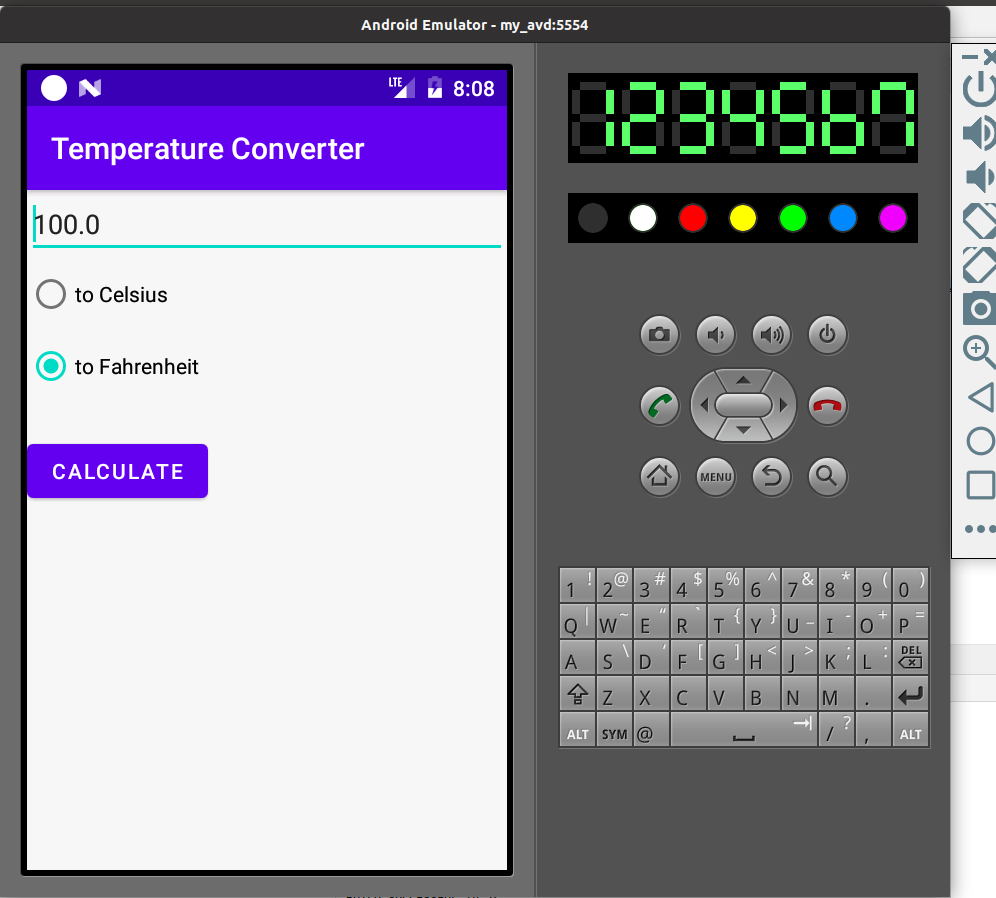 Android Emulator - my_avd:5554
LTE 8:08
Temperature Converter
100.0
to Celsius
to Fahrenheit
CALCULATE
1234567
MENU
1 ! 2 @ 3 # 4 $ 5 % 6 ^ 7 & 8 * 9 ( 0 )
Q | W ~ E “ R ` T { Y } U _ I - O + P =
A S \ D ‘ F [ G ] H < J > K ; L : DEL
Z X C V B N M .
ALT SYM @ / ? , ALT